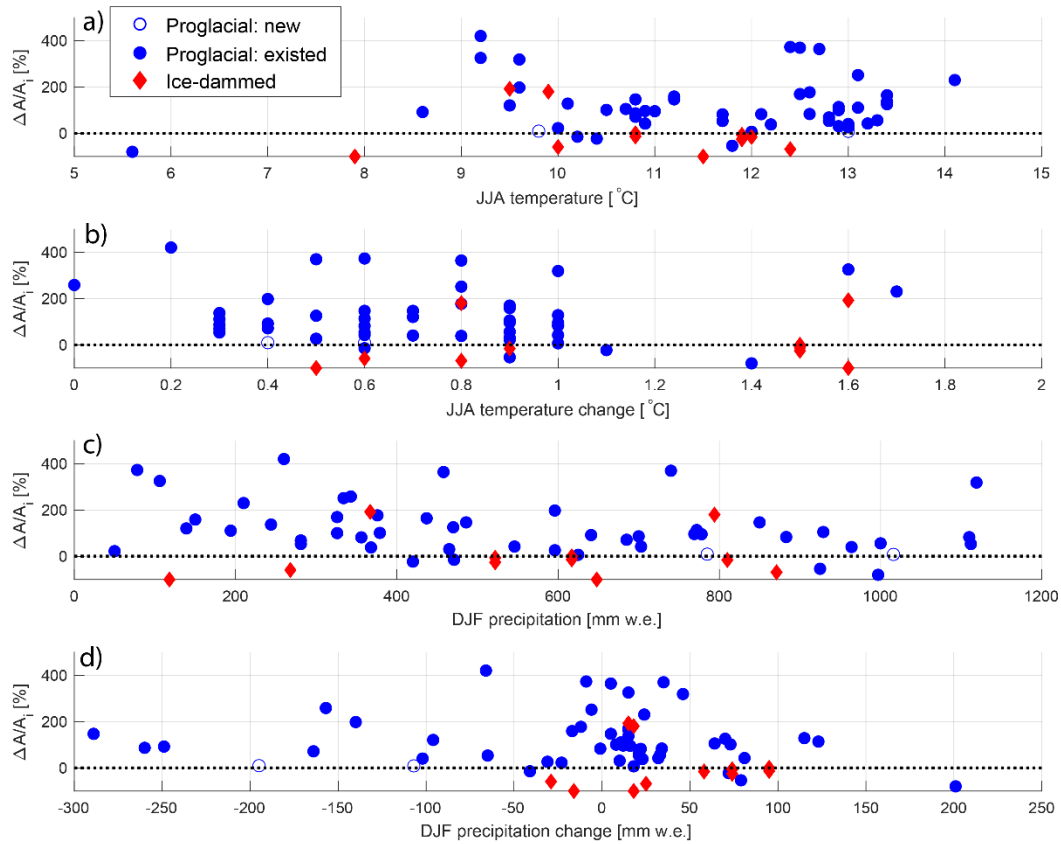 a)
Proglacial: new
Proglacial: existed
Ice-dammed
ΔA/A_i [%]
400
200
0
5 6 7 8 9 10 11 12 13 14 15
JJA temperature [°C]
b)
ΔA/A_i [%]
400
200
0
0 0.2 0.4 0.6 0.8 1 1.2 1.4 1.6 1.8 2
JJA temperature change [°C]
c)
ΔA/A_i [%]
400
200
0
0 200 400 600 800 1000 1200
DJF precipitation [mm w.e.]
d)
ΔA/A_i [%]
400
200
0
-300 -250 -200 -150 -100 -50 0 50 100 150 200 250
DJF precipitation change [mm w.e.]